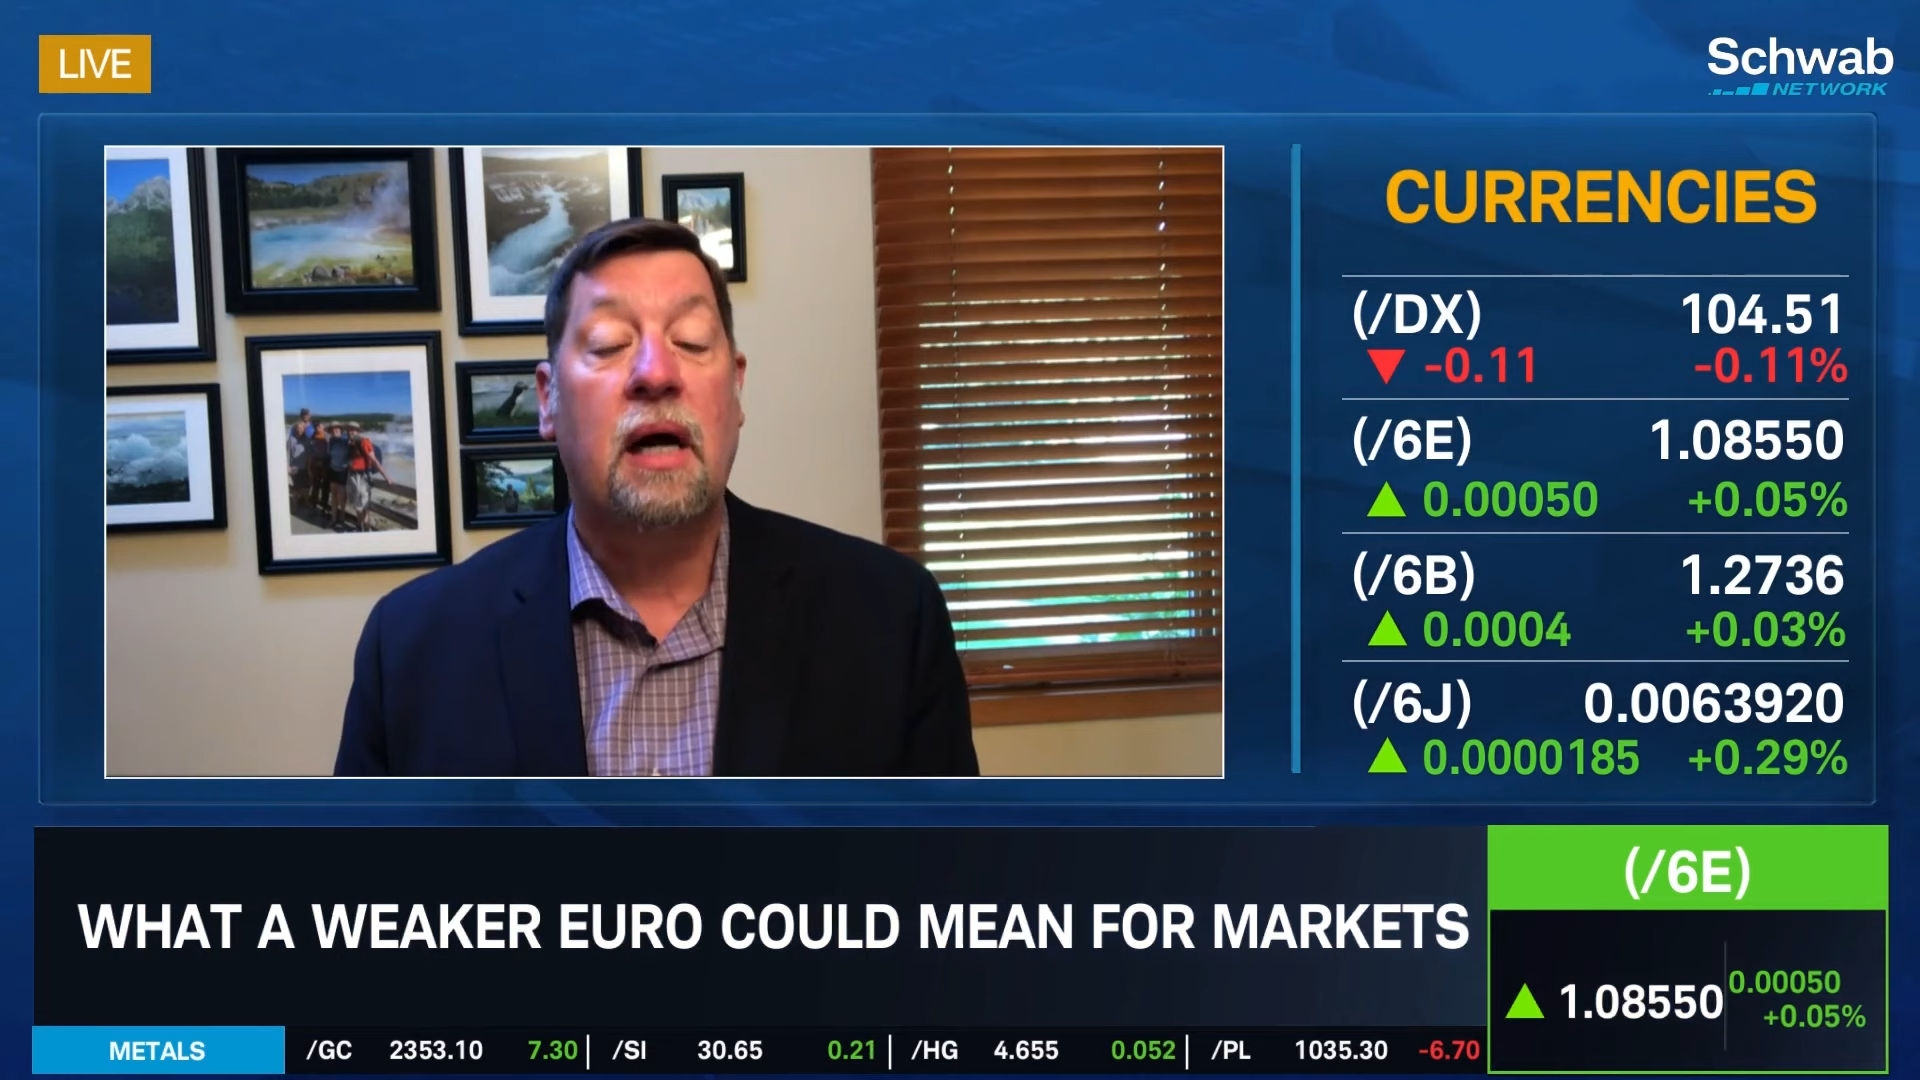 LIVE
Schwab
NETWORK
CURRENCIES
(/DX) 104.51
▼ -0.11 -0.11%
(/6E) 1.08550
▲ 0.00050 +0.05%
(/6B) 1.2736
▲ 0.0004 +0.03%
(/6J) 0.0063920
▲ 0.0000185 +0.29%
WHAT A WEAKER EURO COULD MEAN FOR MARKETS
(/6E)
▲ 1.08550 0.00050
+0.05%
METALS /GC 2353.10 7.30 | /SI 30.65 0.21 | /HG 4.655 0.052 | /PL 1035.30 -6.70